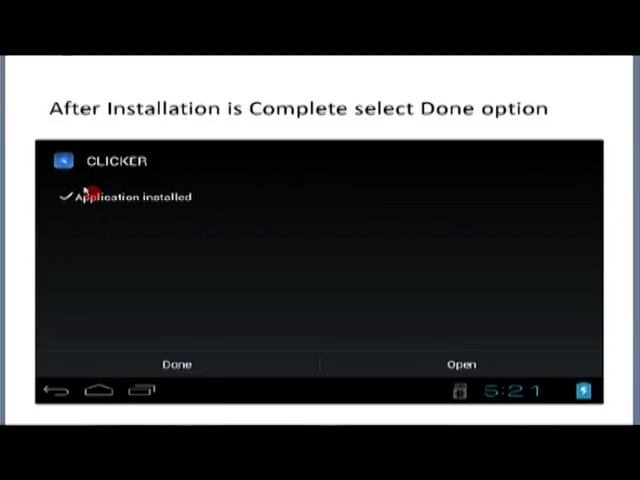 After Installation is Complete select Done option
CLICKER
Application installed
Done
Open
5:21